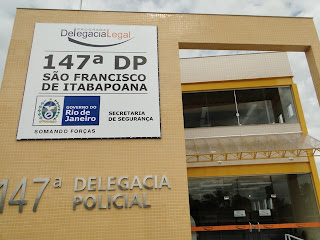 DelegaciaLegal
147ª DP
SÃO FRANCISCO
DE ITABAPOANA
GOVERNO DO
Rio de
Janeiro
SECRETARIA
DE SEGURANÇA
SOMANDO FORÇAS
147ª DELEGACIA
POLICIAL